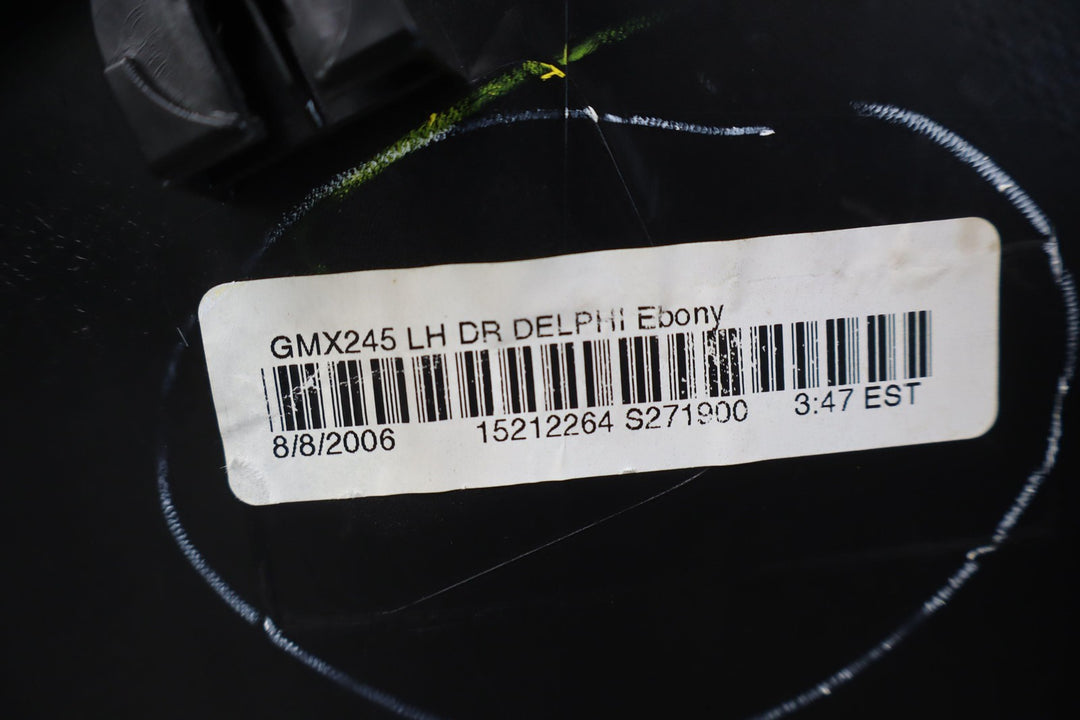 GMX245 LH DR DELPHI Ebony
8/8/2006 15212264 S271900 3:47 EST